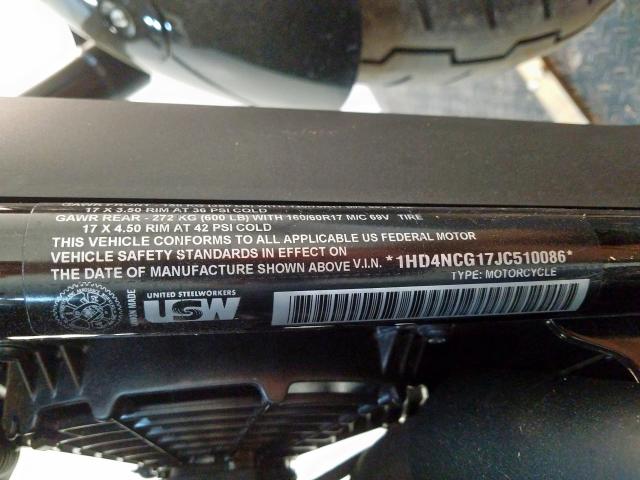 17 X 3.50 RIM AT 36 PSI COLD
GAWR REAR - 272 KG (600 LB) WITH 160/60R17 M/C 69V TIRE
17 X 4.50 RIM AT 42 PSI COLD
THIS VEHICLE CONFORMS TO ALL APPLICABLE US FEDERAL MOTOR
VEHICLE SAFETY STANDARDS IN EFFECT ON
THE DATE OF MANUFACTURE SHOWN ABOVE V.I.N. *1HD4NCG17JC510086*
TYPE: MOTORCYCLE
UNITED STEELWORKERS
USW